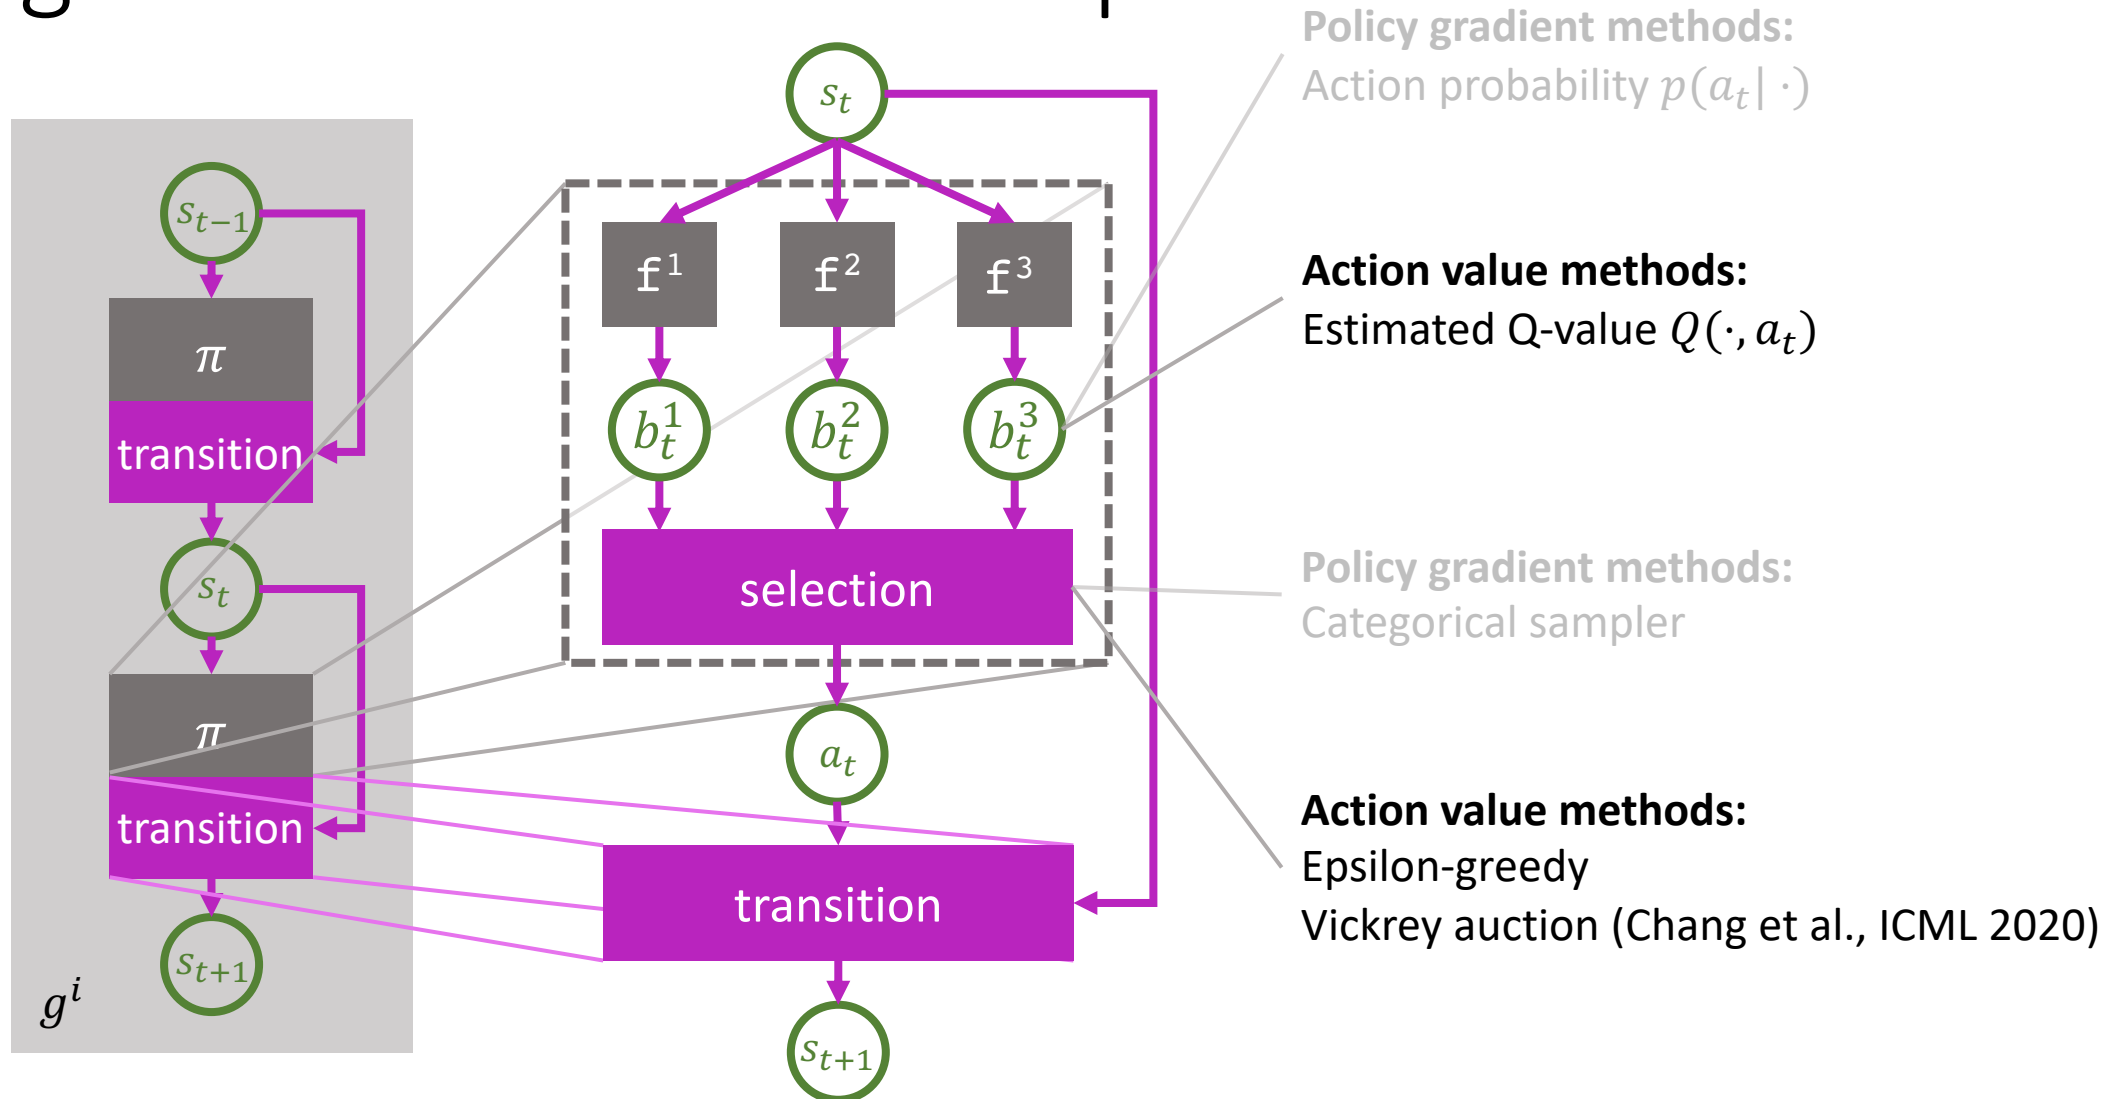 s_{t-1}
π
transition
s_t
π
transition
s_{t+1}
g^i
s_t
f^1 f^2 f^3
b_t^1 b_t^2 b_t^3
selection
a_t
transition
s_{t+1}
Policy gradient methods:
Action probability p(a_t| ·)
Action value methods:
Estimated Q-value Q(·, a_t)
Policy gradient methods:
Categorical sampler
Action value methods:
Epsilon-greedy
Vickrey auction (Chang et al., ICML 2020)